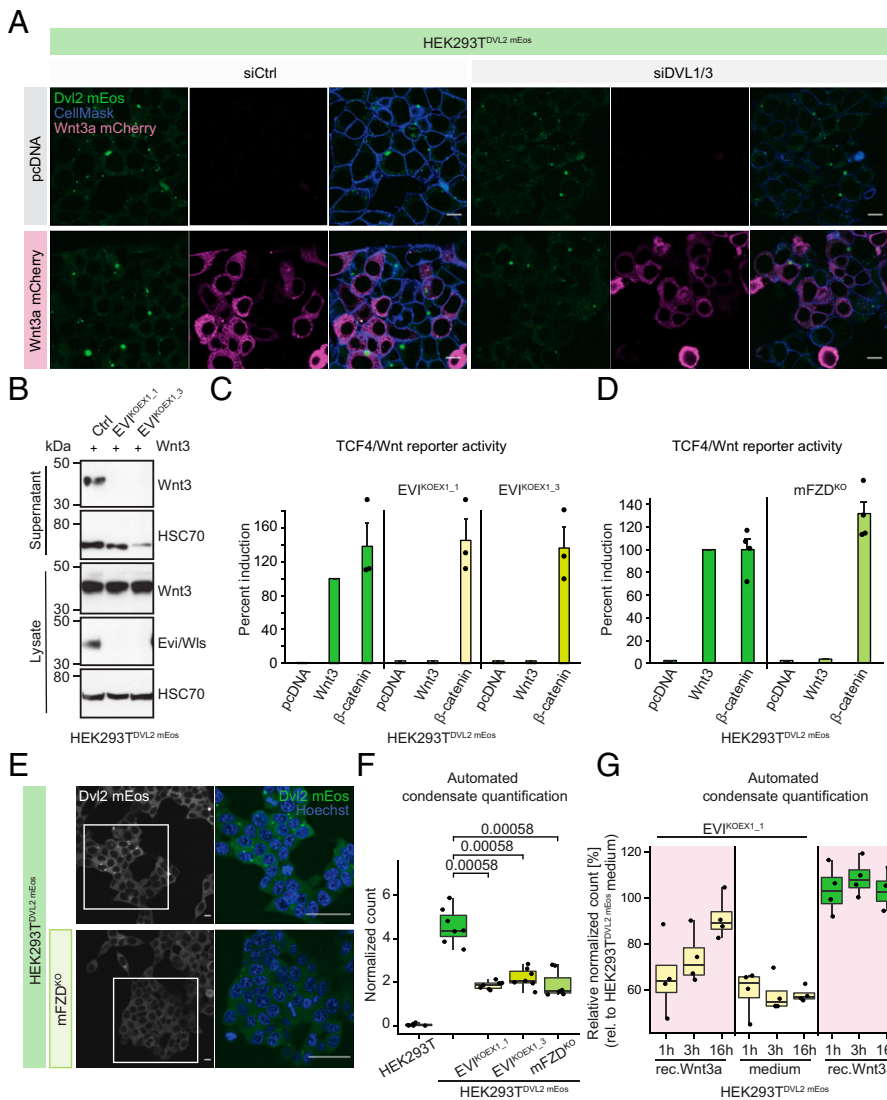 A
HEK293T^DVL2 mEos
siCtrl
siDVL1/3
pcDNA
Dvl2 mEos
CellMask
Wnt3a mCherry
Wnt3a mCherry
B
Ctrl
EVI^KOEX1_1
EVI^KOEX1_3
kDa + + + Wnt3
Supernatant
50
30
Wnt3
80
HSC70
Lysate
50
30
Wnt3
50
30
Evi/Wls
80
HSC70
HEK293T^DVL2 mEos
C
TCF4/Wnt reporter activity
EVI^KOEX1_1
EVI^KOEX1_3
Percent induction
160
120
80
40
0
pcDNA
Wnt3
β-catenin
pcDNA
Wnt3
β-catenin
pcDNA
Wnt3
β-catenin
HEK293T^DVL2 mEos
D
TCF4/Wnt reporter activity
mFZD^KO
Percent induction
140
120
100
80
60
40
20
0
pcDNA
Wnt3
β-catenin
pcDNA
Wnt3
β-catenin
HEK293T^DVL2 mEos
E
HEK293T^DVL2 mEos
mFZD^KO
Dvl2 mEos
Dvl2 mEos
Hoechst
F
Automated
condensate quantification
0.00058
0.00058
0.00058
Normalized count
6
4
2
0
HEK293T
EVI^KOEX1_1
EVI^KOEX1_3
mFZD^KO
HEK293T^DVL2 mEos
G
Automated
condensate quantification
EVI^KOEX1_1
Relative normalized count [%]
(rel. to HEK293T^DVL2 mEos medium)
120
100
80
60
1h 3h 16h 1h 3h 16h 1h 3h 16h
rec.Wnt3a medium rec.Wnt3
HEK293T^DVL2 mEos